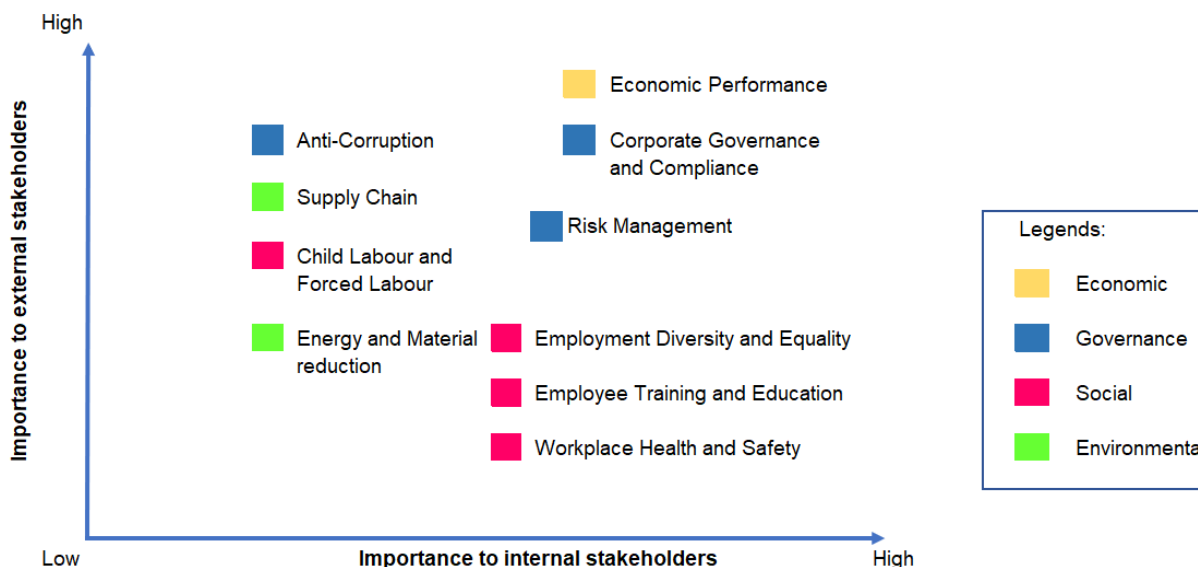 High
Importance to external stakeholders
Economic Performance
Anti-Corruption
Corporate Governance
and Compliance
Supply Chain
Risk Management
Child Labour and
Forced Labour
Energy and Material
reduction
Employment Diversity and Equality
Employee Training and Education
Workplace Health and Safety
Legends:
Economic
Governance
Social
Environmenta
Low
Importance to internal stakeholders
High